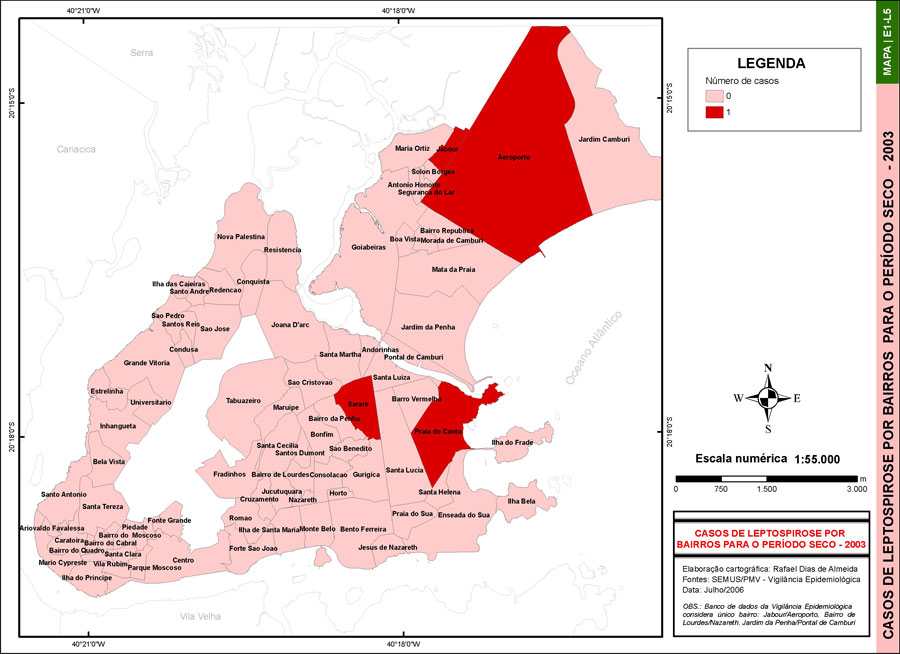 40°21'0"W
40°18'0"W
MAPA | E1-L5
Serra
20°15'0"S
20°15'0"S
LEGENDA
Número de casos
0
1
Cariacica
Maria Ortiz
Jabour
Jardim Camburi
Aeroporto
Solon Borges
Antonio Honorio
Segurança do Lar
Bairro Republica
Boa Vista
Morada de Camburi
Goiabeiras
Nova Palestina
Resistencia
Mata da Praia
Conquista
Ilha das Caieiras
Santo Andre
Redencao
Sao Pedro
Santos Reis
Sao Jose
Joana D'arc
Jardim da Penha
Oceano Atlântico
Condusa
Andorinhas
Santa Martha
Pontal de Camburi
Grande Vitoria
Santa Luiza
Sao Cristovao
Estrelinha
Universitario
Tabuazeiro
Maruipe
Itararé
Barro Vermelho
Bairro da Penha
Inhangueta
Bonfim
Praia do Canto
Santa Cecilia
Santos Dumont
Sao Benedito
Ilha do Frade
Bela Vista
Fradinhos
Bairro de Lourdes
Consolacao
Gurigica
Santa Lucia
Jucutuquara
Cruzamento
Nazareth
Horto
Santa Helena
Ilha Bela
Santo Antonio
Santa Tereza
Fonte Grande
Romao
Praia do Sua
Enseada do Sua
Ariovaldo Favalessa
Piedade
Bairro do Moscoso
Ilha de Santa Maria
Monte Belo
Bento Ferreira
Caratoira
Bairro do Cabral
Bairro do Quadro
Santa Clara
Forte Sao Joao
Jesus de Nazareth
Mario Cypreste
Vila Rubim
Parque Moscoso
Centro
Ilha do Principe
Vila Velha
20°18'0"S
20°18'0"S
40°21'0"W
40°18'0"W
N
W
E
S
Escala numérica 1:55.000
0 750 1.500 3.000 m
CASOS DE LEPTOSPIROSE POR
BAIRROS PARA O PERÍODO SECO - 2003
Elaboração cartográfica: Rafael Dias de Almeida
Fontes: SEMUS/PMV - Vigilância Epidemiológica
Data: Julho/2006
OBS.: Banco de dados da Vigilância Epidemiológica
considera único bairro: Jabour/Aeroporto, Bairro de
Lourdes/Nazareth. Jardim da Penha/Pontal de Camburi
CASOS DE LEPTOSPIROSE POR BAIRROS PARA O PERÍODO SECO - 2003